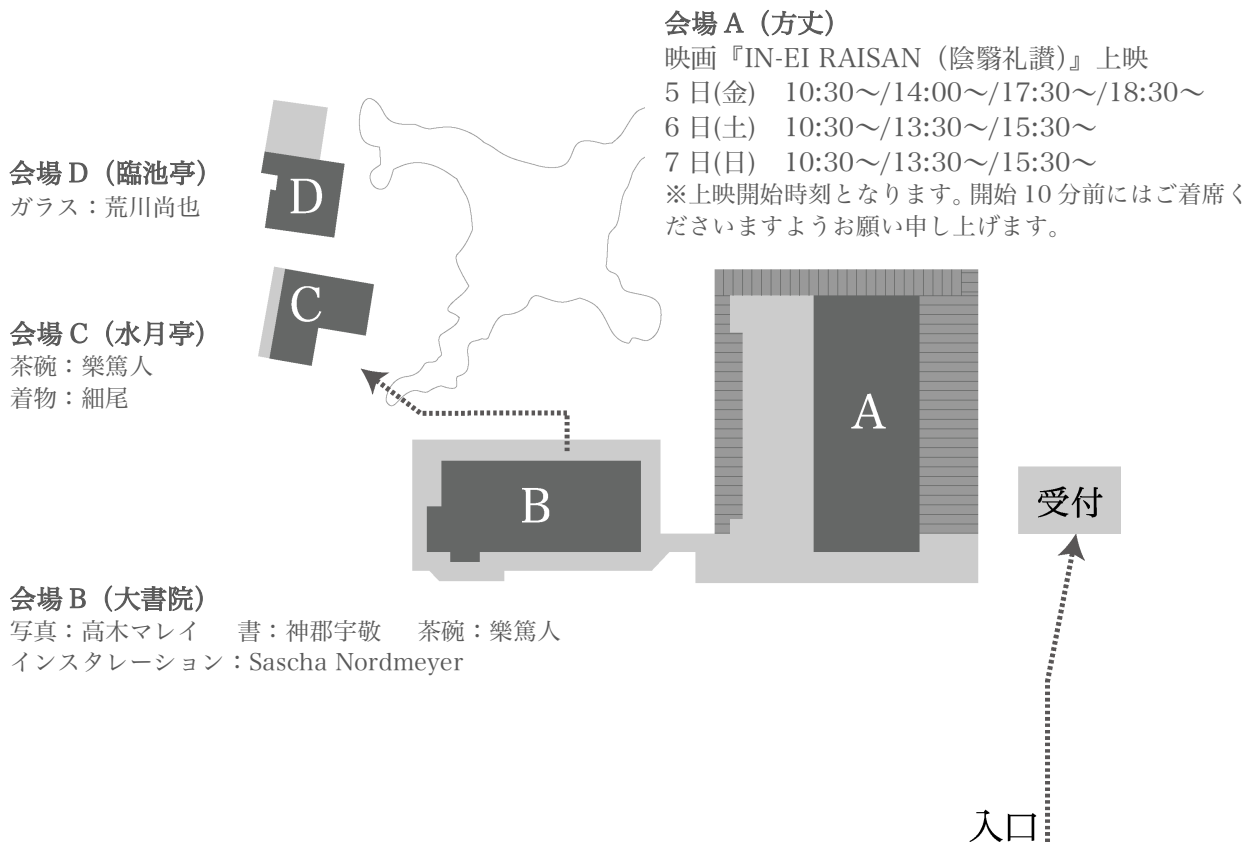 会場 A（方丈）
映画『IN-EI RAISAN（陰翳礼讃）』上映
5 日(金)　10:30〜/14:00〜/17:30〜/18:30〜
6 日(土)　10:30〜/13:30〜/15:30〜
7 日(日)　10:30〜/13:30〜/15:30〜
※上映開始時刻となります。開始 10 分前にはご着席く
ださいますようお願い申し上げます。
会場 D（臨池亭）
ガラス：荒川尚也
D
会場 C（水月亭）
茶碗：樂篤人
着物：細尾
C
A
B
受付
会場 B（大書院）
写真：高木マレイ　書：神郡宇敬　茶碗：樂篤人
インスタレーション：Sascha Nordmeyer
入口